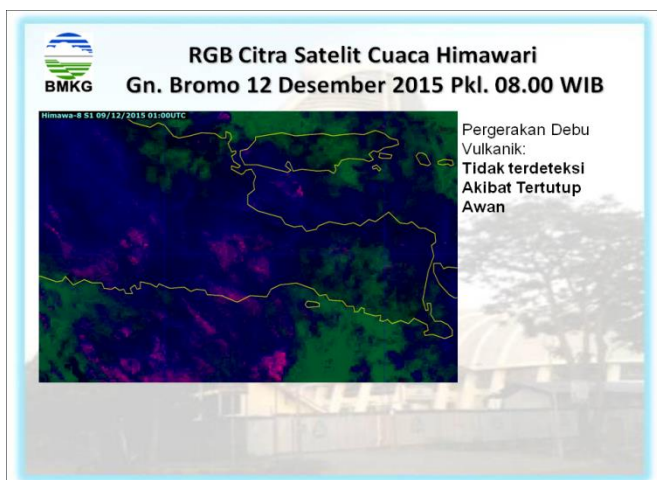 BMKG
RGB Citra Satelit Cuaca Himawari
Gn. Bromo 12 Desember 2015 Pkl. 08.00 WIB
Himawa-8 S1 09/12/2015 01:00UTC
Pergerakan Debu
Vulkanik:
Tidak terdeteksi
Akibat Tertutup
Awan